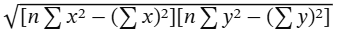 √[n ∑ x² − (∑ x)²][n ∑ y² − (∑ y)²]